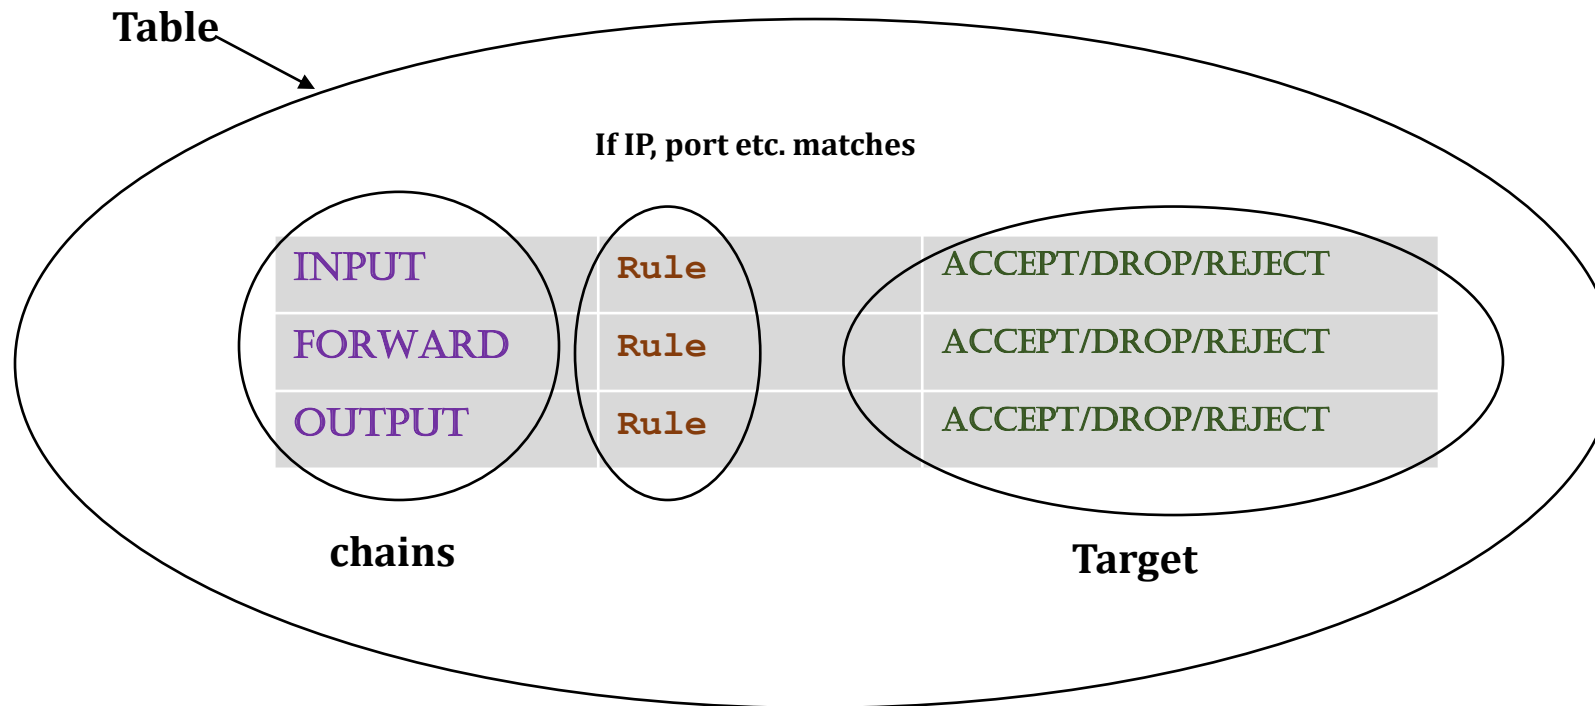 Table
If IP, port etc. matches
INPUT Rule ACCEPT/DROP/REJECT
FORWARD Rule ACCEPT/DROP/REJECT
OUTPUT Rule ACCEPT/DROP/REJECT
chains
Target